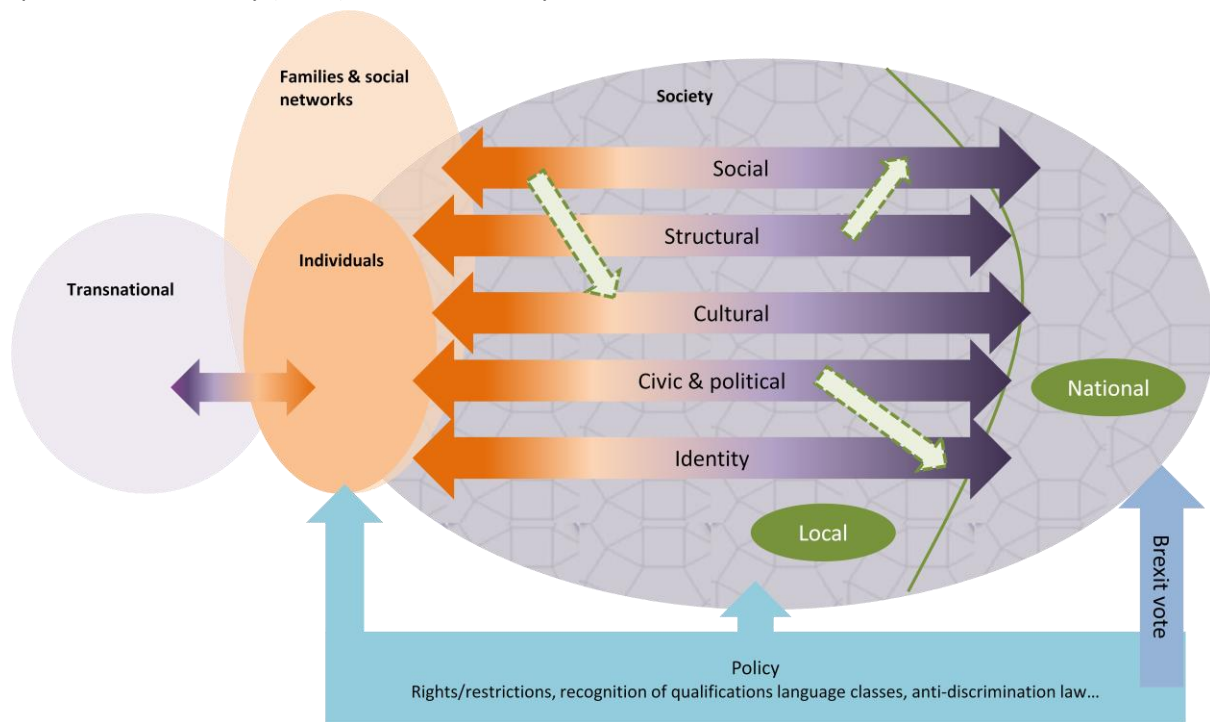 Families & social
networks
Society
Social
Structural
Individuals
Transnational
Cultural
Civic & political
National
Identity
Local
Brexit vote
Policy
Rights/restrictions, recognition of qualifications language classes, anti-discrimination law…